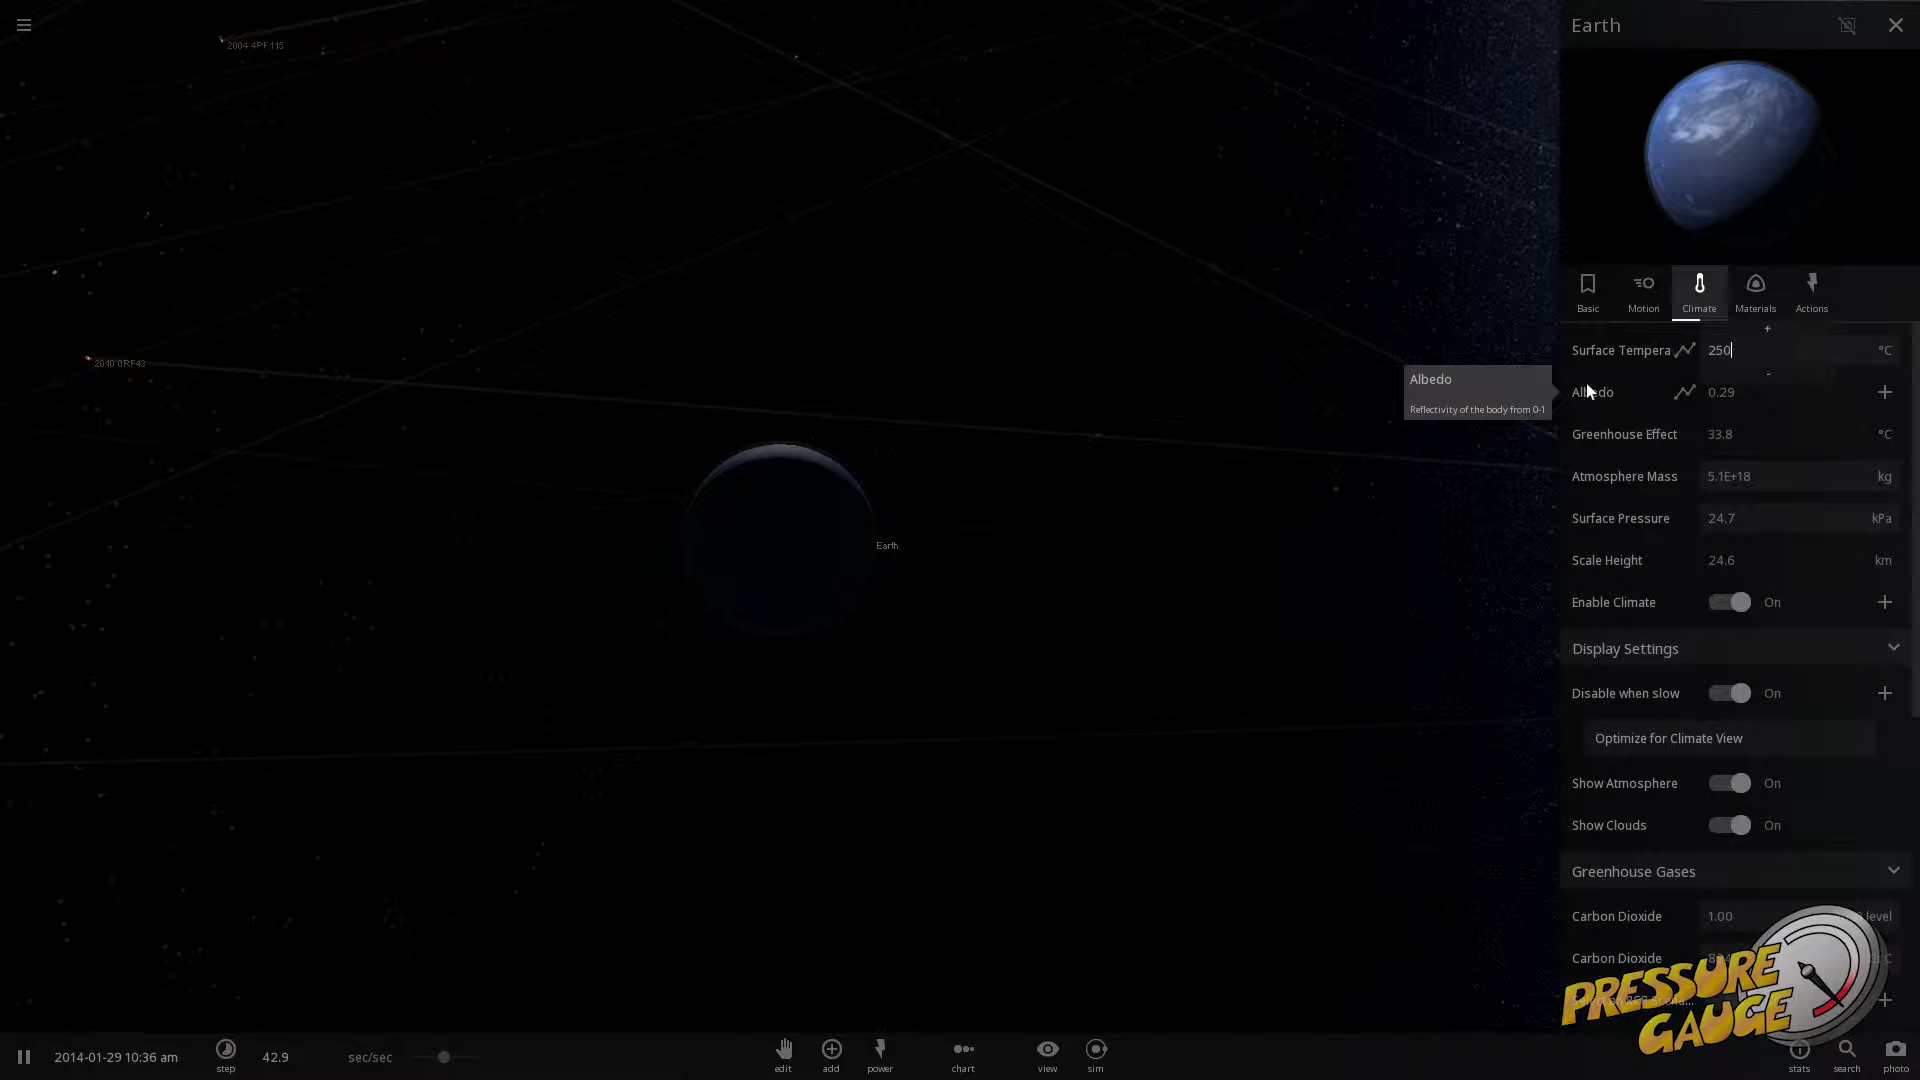 2004 4PF 115
2010 0RF43
Earth
Albedo
Reflectivity of the body from 0-1
Earth
Basic
Motion
Climate
Materials
Actions
+
Surface Tempera 250 °C
-
Albedo 0.29 +
Greenhouse Effect 33.8 °C
Atmosphere Mass 5.1E+18 kg
Surface Pressure 24.7 kPa
Scale Height 24.6 km
Enable Climate On +
Display Settings
Disable when slow On +
Optimize for Climate View
Show Atmosphere On
Show Clouds On
Greenhouse Gases
Carbon Dioxide 1.00 level
Carbon Dioxide
PRESSURE
GAUGE
2014-01-29 10:36 am
step
42.9
sec/sec
edit
add
power
chart
view
sim
stats
search
photo